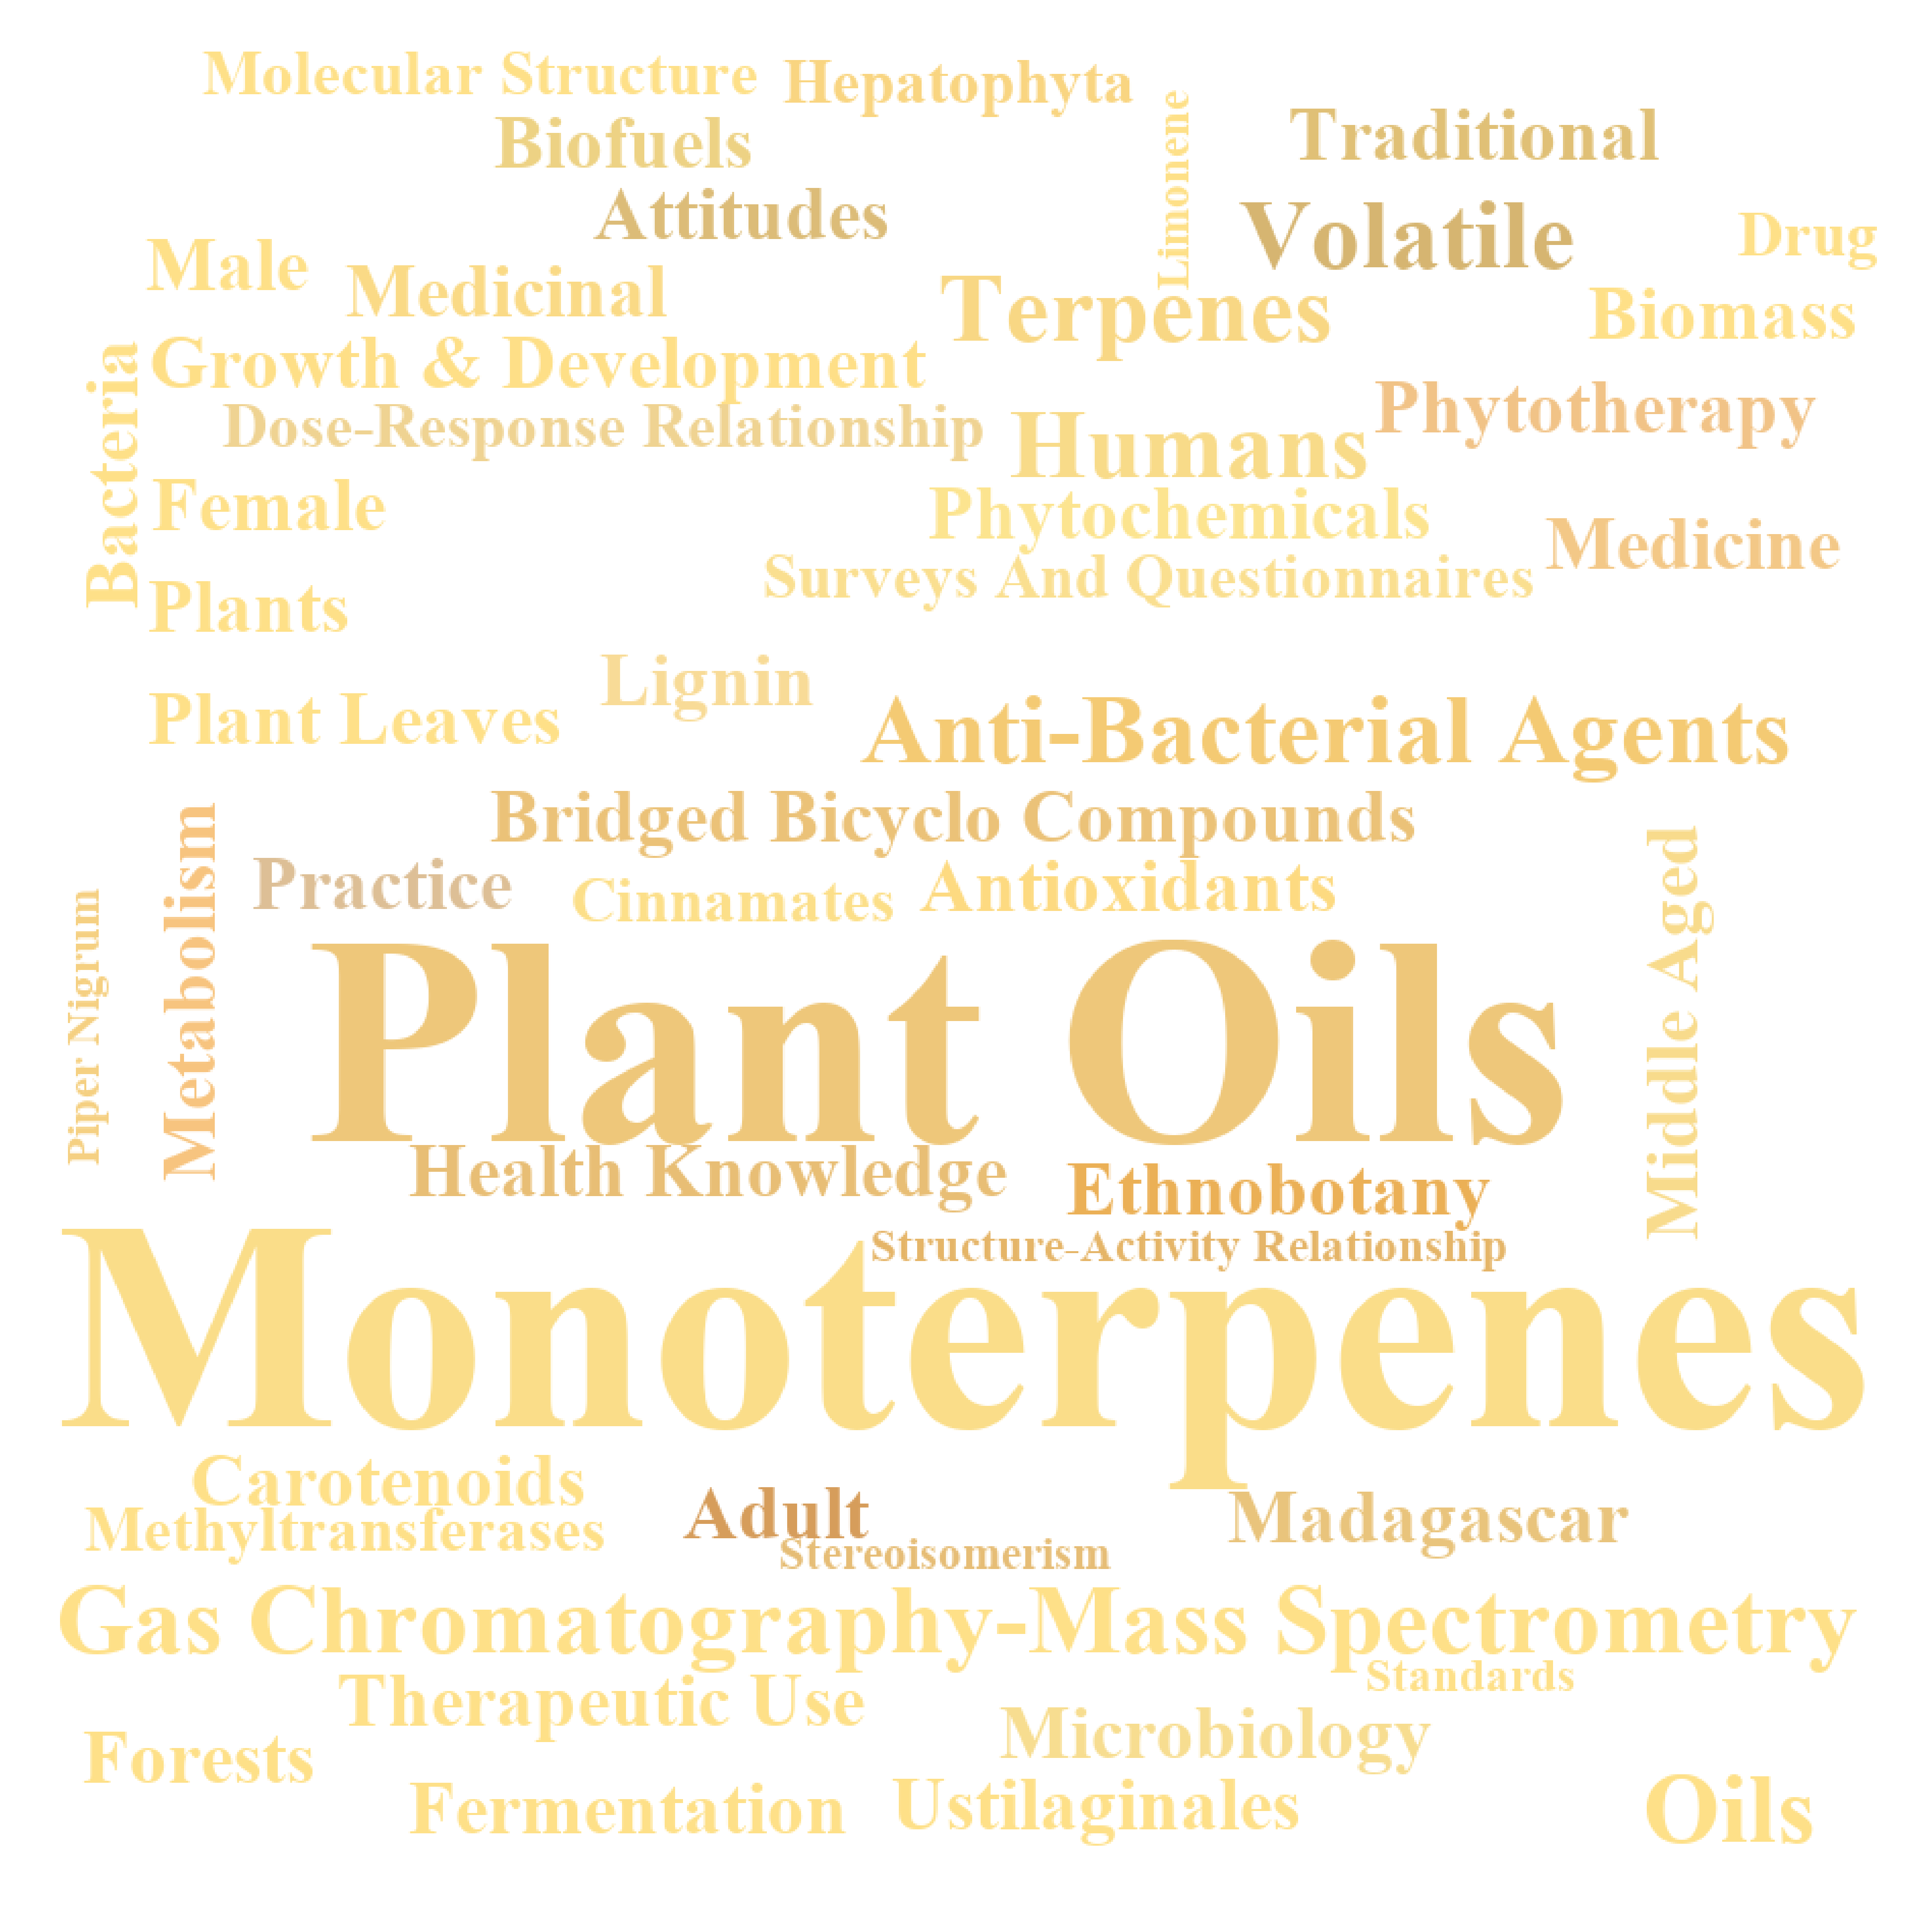 Molecular Structure
Hepatophyta
Limonene
Traditional
Biofuels
Attitudes
Volatile
Drug
Male
Medicinal
Terpenes
Biomass
Bacteria
Growth & Development
Dose-Response Relationship
Humans
Phytotherapy
Female
Phytochemicals
Medicine
Surveys And Questionnaires
Plants
Lignin
Plant Leaves
Anti-Bacterial Agents
Bridged Bicyclo Compounds
Metabolism
Practice
Cinnamates
Antioxidants
Middle Aged
Piper Nigrum
Plant Oils
Health Knowledge
Ethnobotany
Structure-Activity Relationship
Monoterpenes
Carotenoids
Methyltransferases
Adult
Madagascar
Stereoisomerism
Gas Chromatography-Mass Spectrometry
Standards
Therapeutic Use
Microbiology
Forests
Fermentation
Ustilaginales
Oils